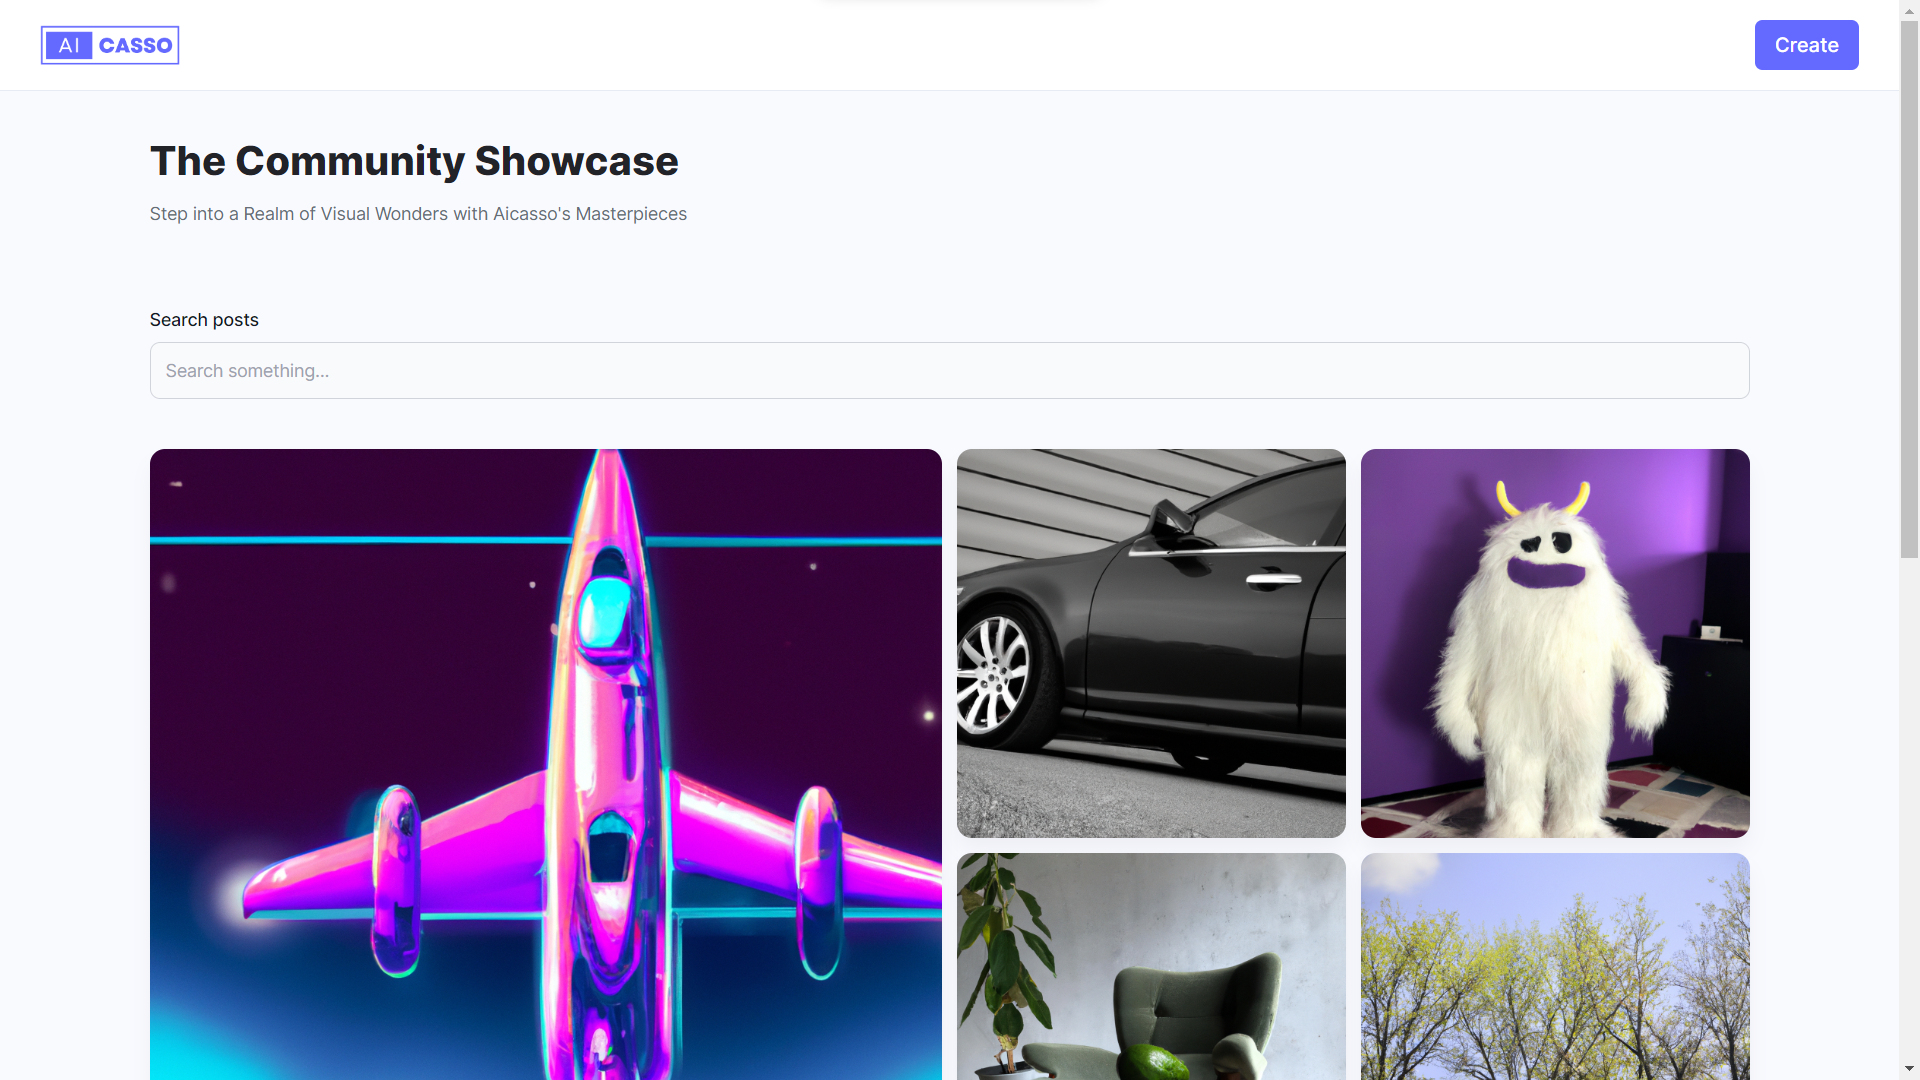 AI CASSO
Create
The Community Showcase
Step into a Realm of Visual Wonders with Aicasso's Masterpieces
Search posts
Search something...